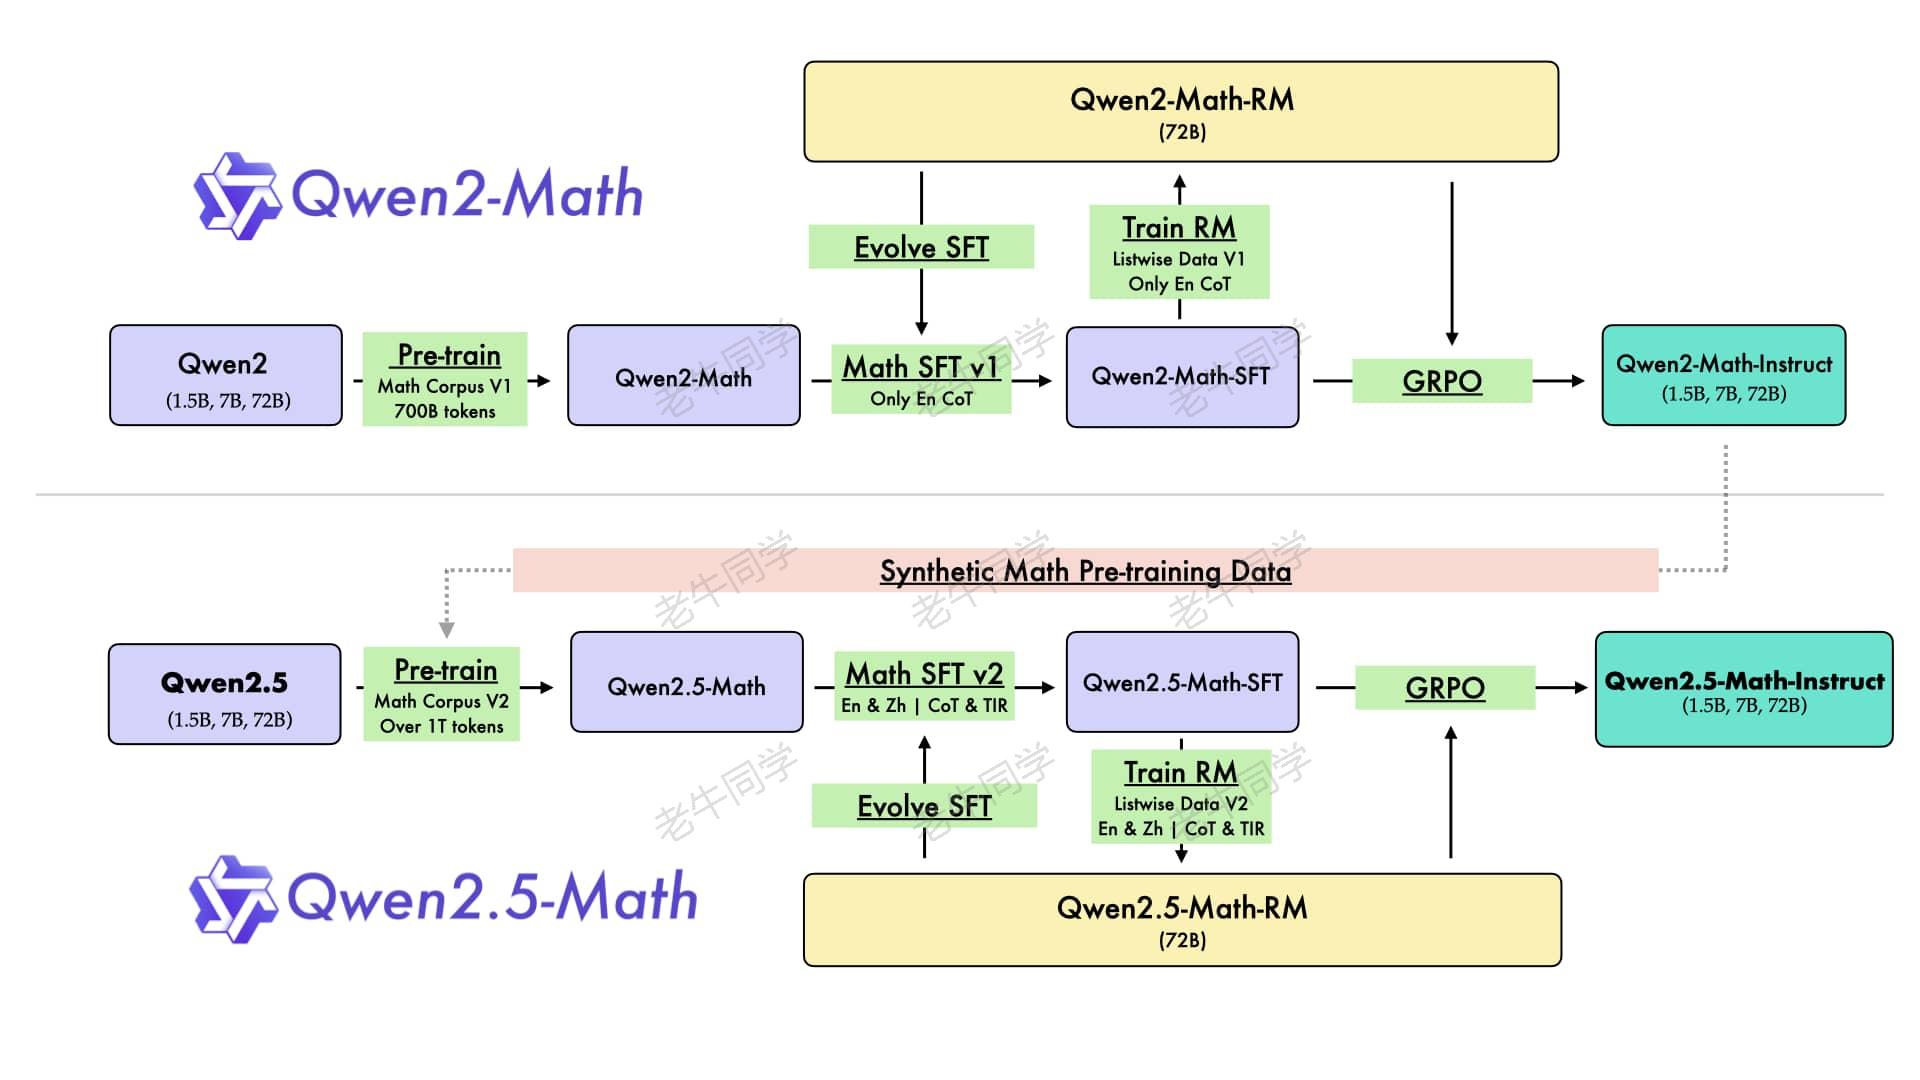 Qwen2-Math-RM
(72B)
Qwen2-Math
Evolve SFT
Train RM
Listwise Data V1
Only En CoT
Qwen2
(1.5B, 7B, 72B)
Pre-train
Math Corpus V1
700B tokens
Qwen2-Math
Math SFT v1
Only En CoT
Qwen2-Math-SFT
GRPO
Qwen2-Math-Instruct
(1.5B, 7B, 72B)
老牛同学
老牛同学
老牛同学
Synthetic Math Pre-training Data
老牛同学
老牛同学
老牛同学
Qwen2.5
(1.5B, 7B, 72B)
Pre-train
Math Corpus V2
Over 1T tokens
Qwen2.5-Math
Math SFT v2
En & Zh | CoT & TIR
Qwen2.5-Math-SFT
GRPO
Qwen2.5-Math-Instruct
(1.5B, 7B, 72B)
Evolve SFT
Train RM
Listwise Data V2
En & Zh | CoT & TIR
老牛同学
老牛同学
老牛同学
Qwen2.5-Math
Qwen2.5-Math-RM
(72B)